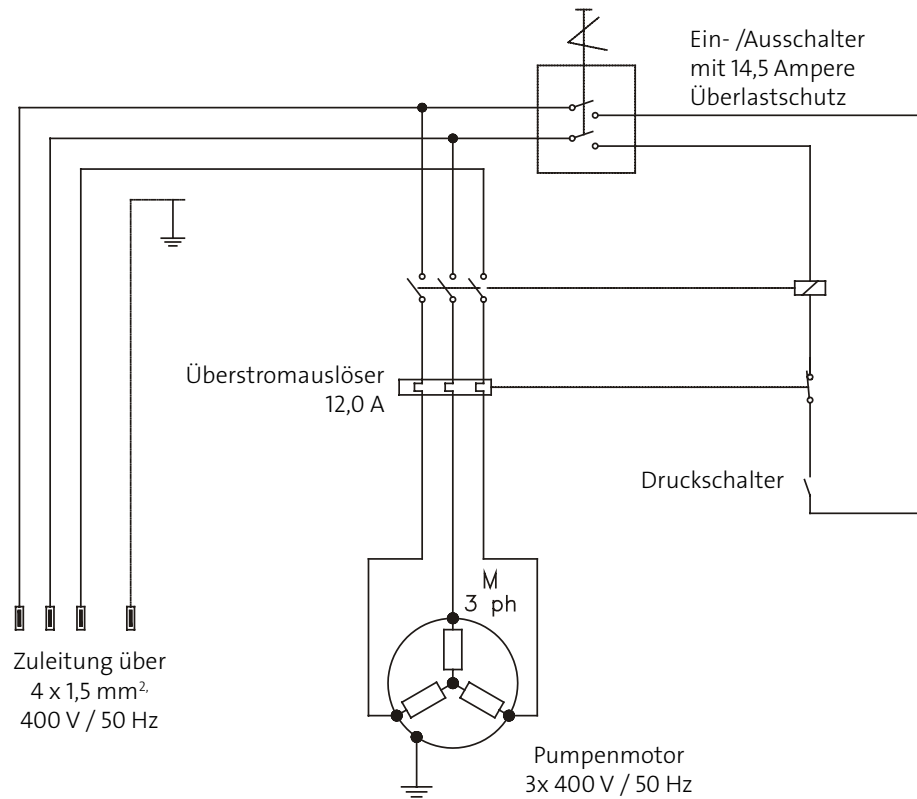 Ein- /Ausschalter
mit 14,5 Ampere
Überlastschutz
Überstromauslöser
12,0 A
Druckschalter
M
3 ph
Zuleitung über
4 x 1,5 mm²,
400 V / 50 Hz
Pumpenmotor
3x 400 V / 50 Hz